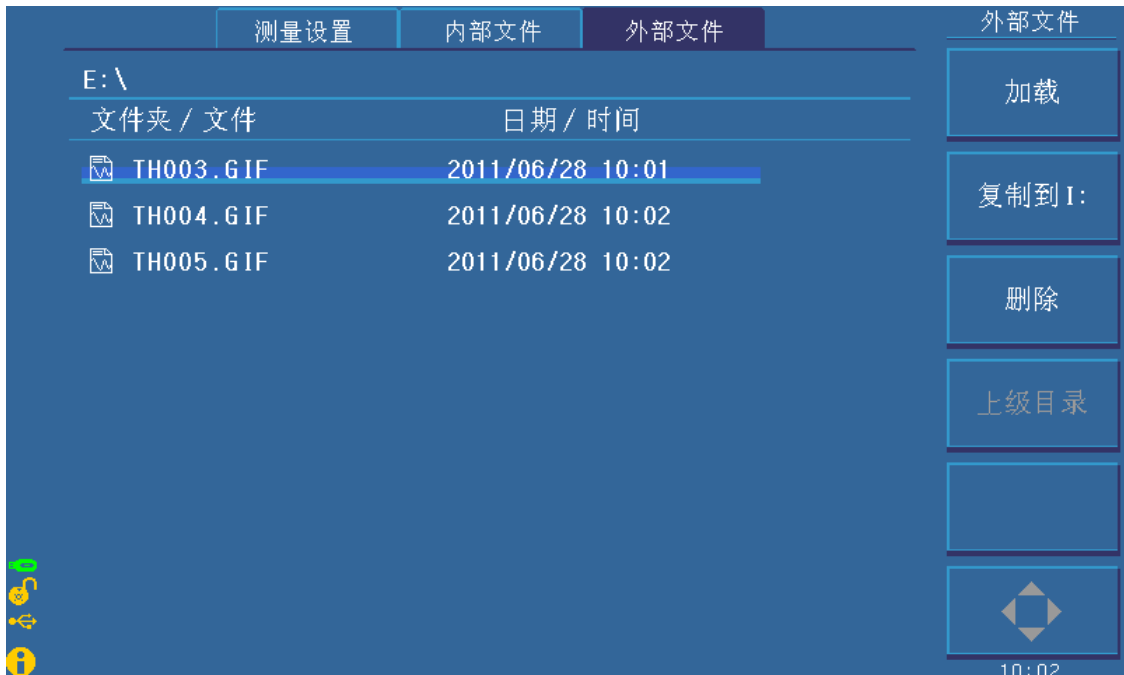 测量设置 内部文件 外部文件
外部文件
E:\
文件夹 / 文件 日期 / 时间
TH003.GIF 2011/06/28 10:01
TH004.GIF 2011/06/28 10:02
TH005.GIF 2011/06/28 10:02
加载
复制到I:
删除
上级目录
10:02